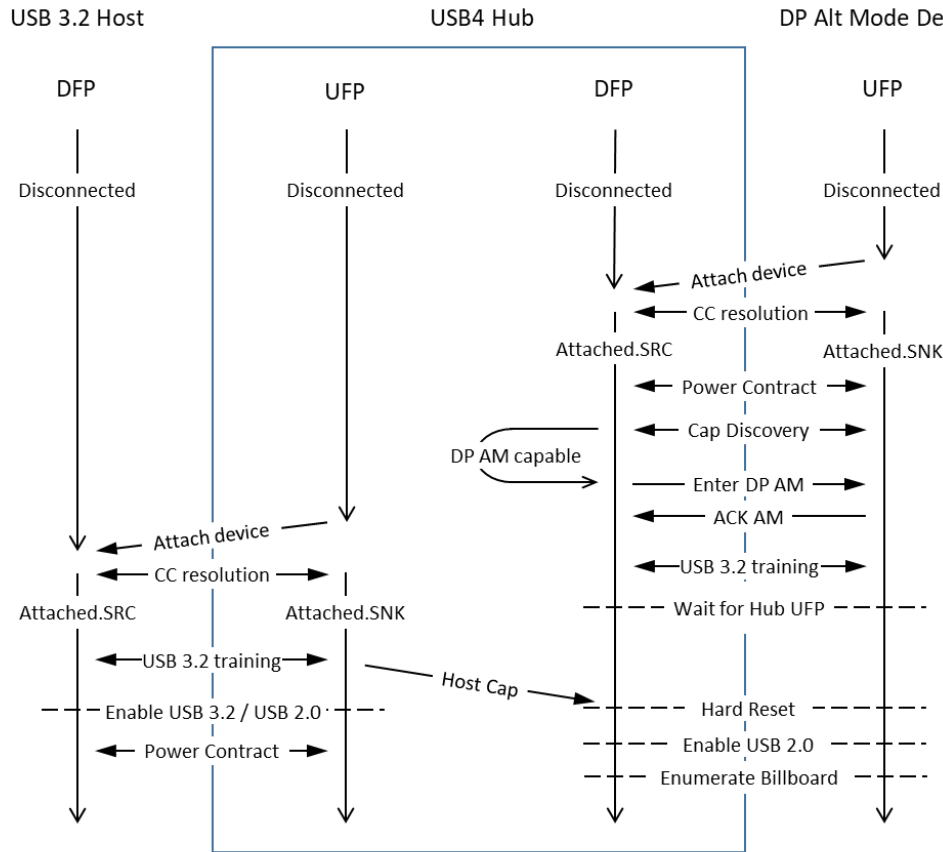 USB 3.2 Host
USB4 Hub
DP Alt Mode De
DFP
UFP
DFP
UFP
Disconnected
Disconnected
Disconnected
Disconnected
Attach device
CC resolution
Attached.SRC
Attached.SNK
Power Contract
Cap Discovery
DP AM capable
Enter DP AM
ACK AM
Attach device
USB 3.2 training
CC resolution
Attached.SRC
Attached.SNK
Wait for Hub UFP
USB 3.2 training
Host Cap
Enable USB 3.2 / USB 2.0
Hard Reset
Power Contract
Enable USB 2.0
Enumerate Billboard